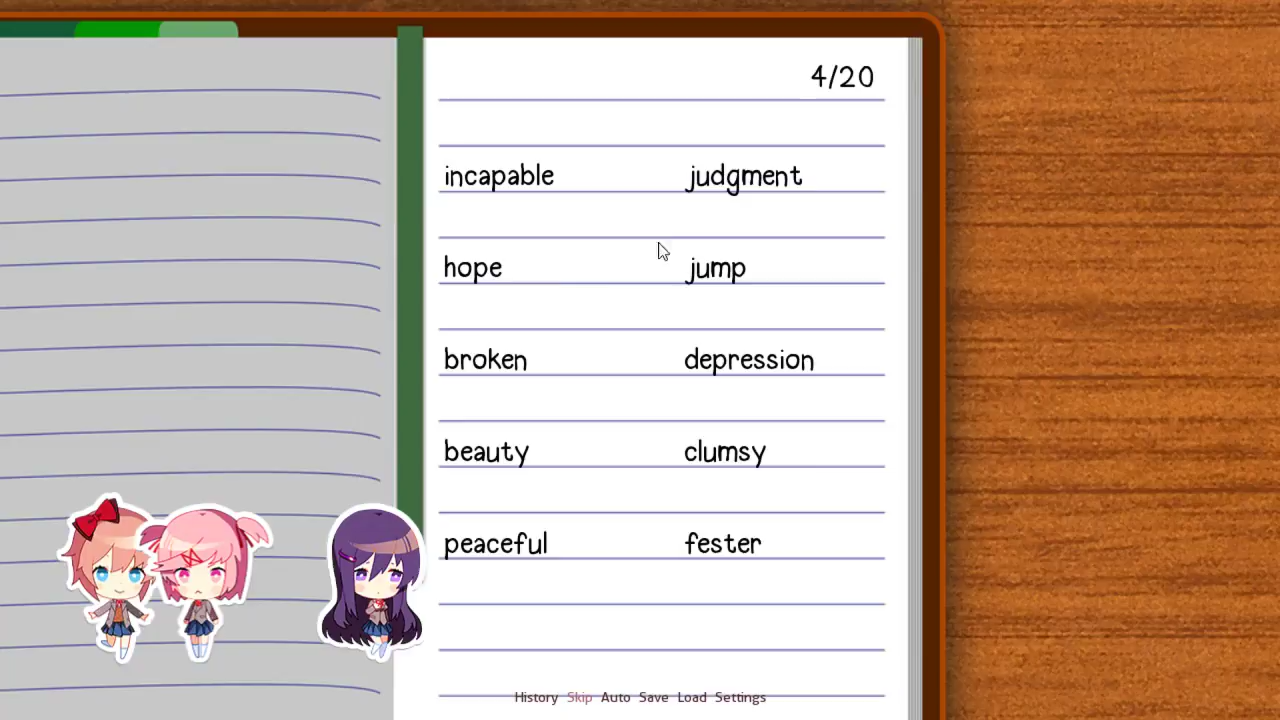 4/20
incapable judgment
hope jump
broken depression
beauty clumsy
peaceful fester
History Skip Auto Save Load Settings